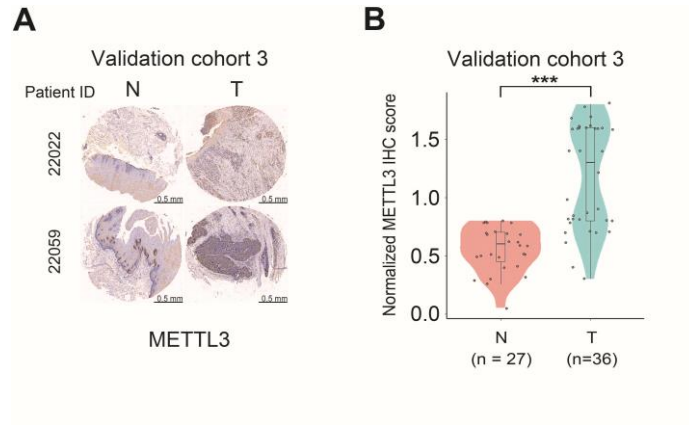 A
Validation cohort 3
Patient ID N T
22022
0.5 mm 0.5 mm
22059
0.5 mm 0.5 mm
METTL3
B
Validation cohort 3
***
Normalized METTL3 IHC score
1.5
1.0
0.5
0.0
N T
(n = 27) (n=36)